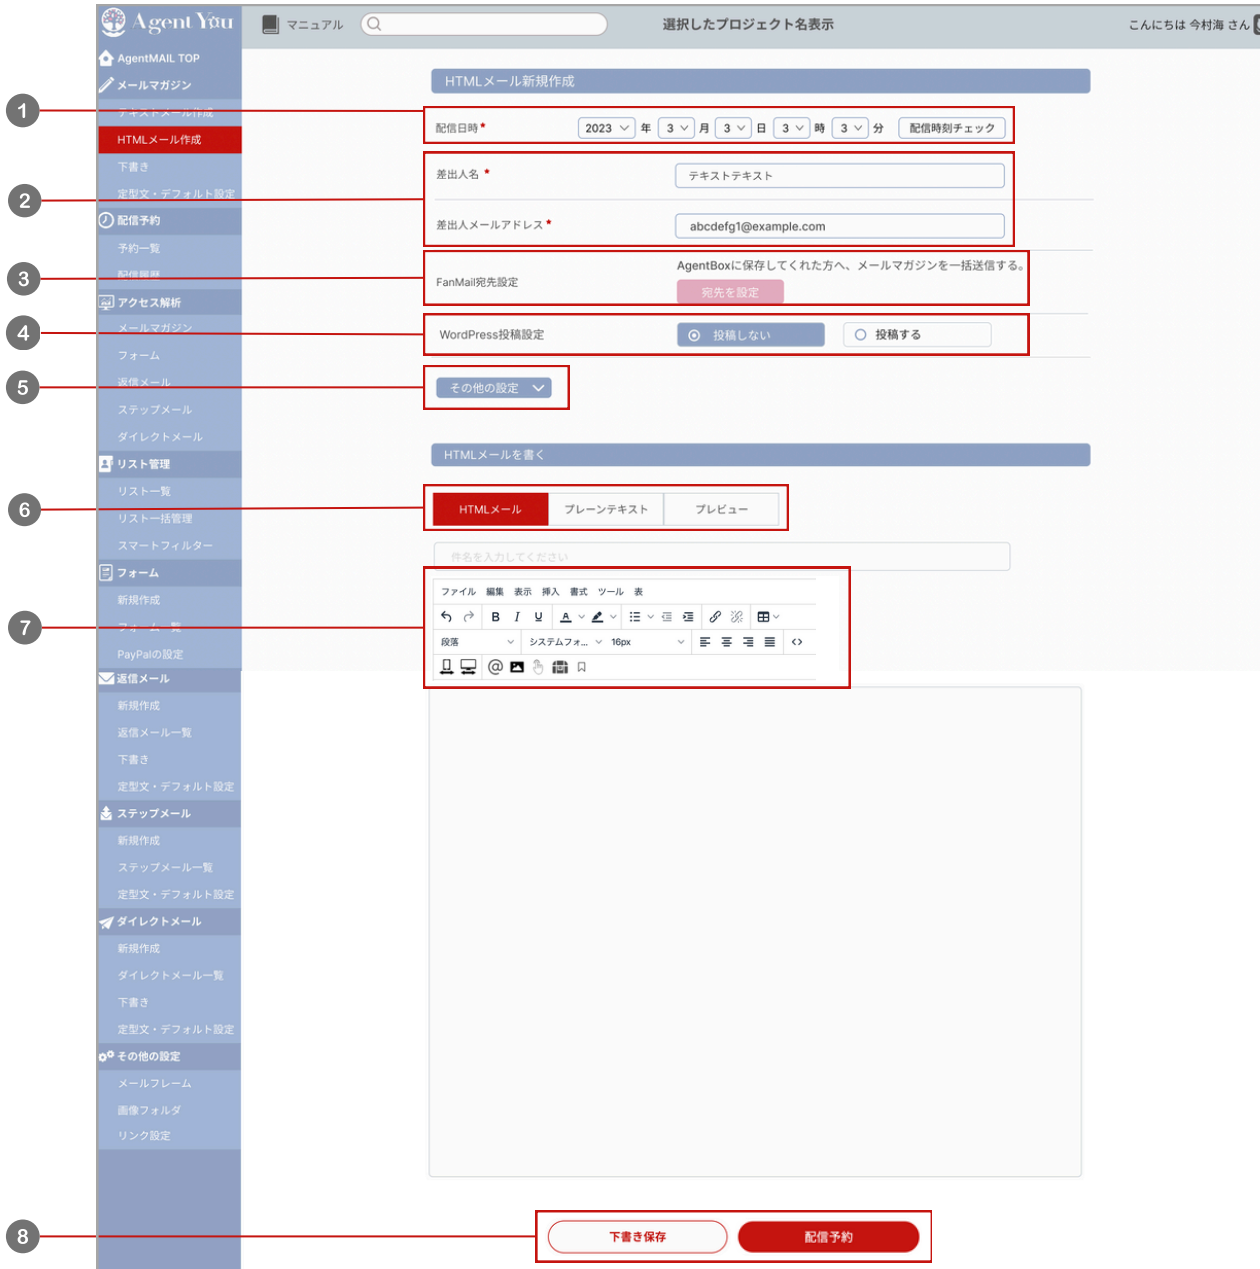 Agent You
マニュアル
選択したプロジェクト名表示
こんにちは 今村海 さん
AgentMAIL TOP
メールマガジン
テキストメール作成
HTMLメール作成
下書き
定型文・デフォルト設定
配信予約
予約一覧
配信履歴
アクセス解析
メールマガジン
フォーム
返信メール
ステップメール
ダイレクトメール
リスト管理
リスト一覧
リスト一括管理
スマートフィルター
フォーム
新規作成
フォーム一覧
PayPalの設定
返信メール
新規作成
返信メール一覧
下書き
定型文・デフォルト設定
ステップメール
新規作成
ステップメール一覧
定型文・デフォルト設定
ダイレクトメール
新規作成
ダイレクトメール一覧
下書き
定型文・デフォルト設定
その他の設定
メールフレーム
画像フォルダ
リンク設定
HTMLメール新規作成
1
配信日時* 2023 年 3 月 3 日 3 時 3 分 配信時刻チェック
2
差出人名 * テキストテキスト
差出人メールアドレス* abcdefg1@example.com
3
AgentBoxに保存してくれた方へ、メールマガジンを一括送信する。
FanMail宛先設定
宛先を設定
4
WordPress投稿設定 投稿しない 投稿する
5
その他の設定
HTMLメールを書く
6
HTMLメール プレーンテキスト プレビュー
件名を入力してください
7
ファイル 編集 表示 挿入 書式 ツール 表
B I U A
段落 システムフォ... 16px <>
@
8
下書き保存 配信予約